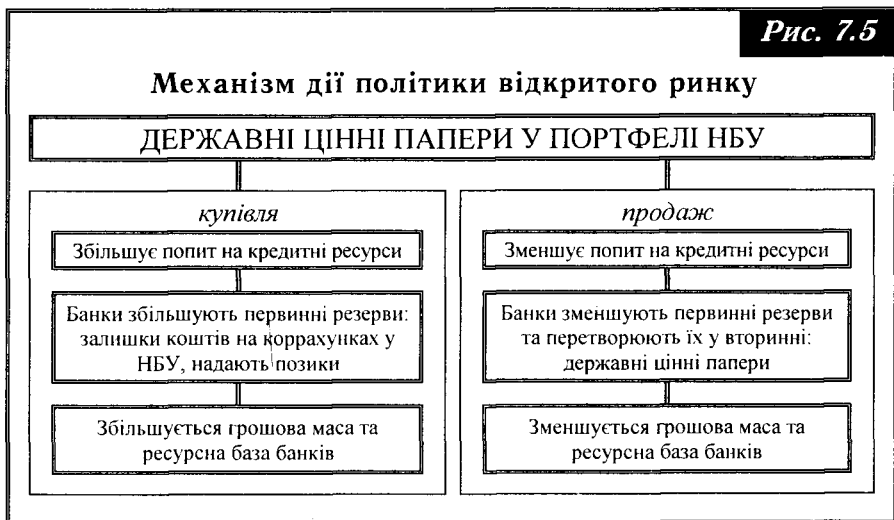 Рис. 7.5
Механізм дії політики відкритого ринку
ДЕРЖАВНІ ЦІННІ ПАПЕРИ У ПОРТФЕЛІ НБУ
купівля
Збільшує попит на кредитні ресурси
Банки збільшують первинні резерви:
залишки коштів на коррахунках у
НБУ, надають позики
Збільшується грошова маса та
ресурсна база банків
продаж
Зменшує попит на кредитні ресурси
Банки зменшують первинні резерви
та перетворюють їх у вторинні:
державні цінні папери
Зменшується грошова маса та
ресурсна база банків